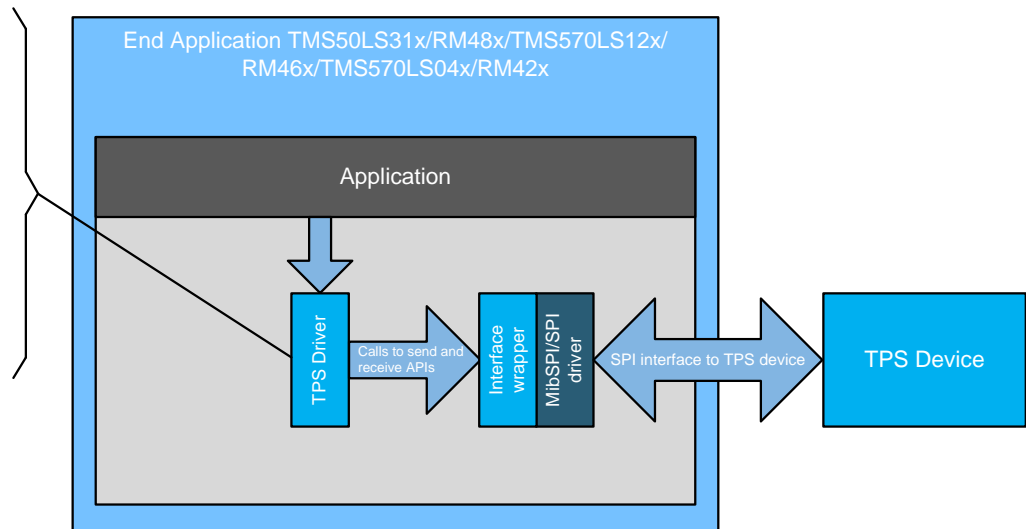 End Application TMS50LS31x/RM48x/TMS570LS12x/
RM46x/TMS570LS04x/RM42x
Application
TPS Driver
Calls to send and
receive APIs
Interface
wrapper
MibSPI/SPI
driver
SPI interface to TPS device
TPS Device